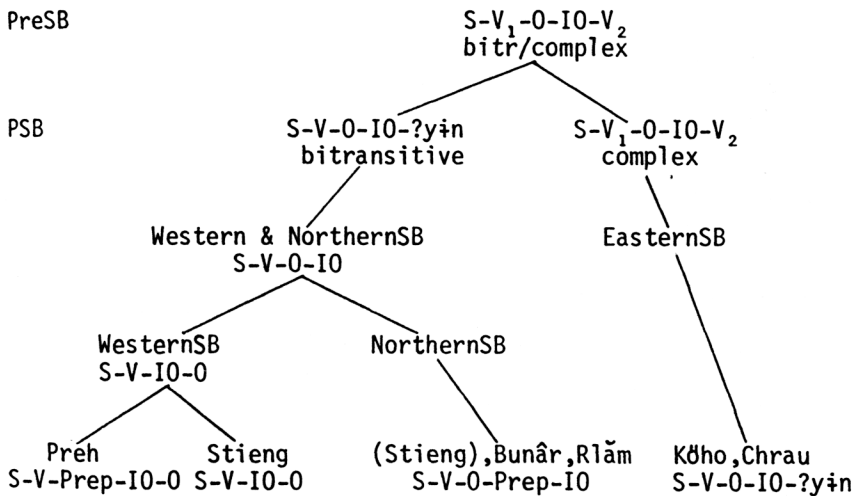 PreSB S-V₁-O-IO-V₂
bitr/complex
PSB S-V-O-IO-?yɨn S-V₁-O-IO-V₂
bitransitive complex
Western & NorthernSB EasternSB
S-V-O-IO
WesternSB NorthernSB
S-V-IO-O
Preh Stieng (Stieng),Bunâr,Rlăm Kơho,Chrau
S-V-Prep-IO-O S-V-IO-O S-V-O-Prep-IO S-V-O-IO-?yɨn